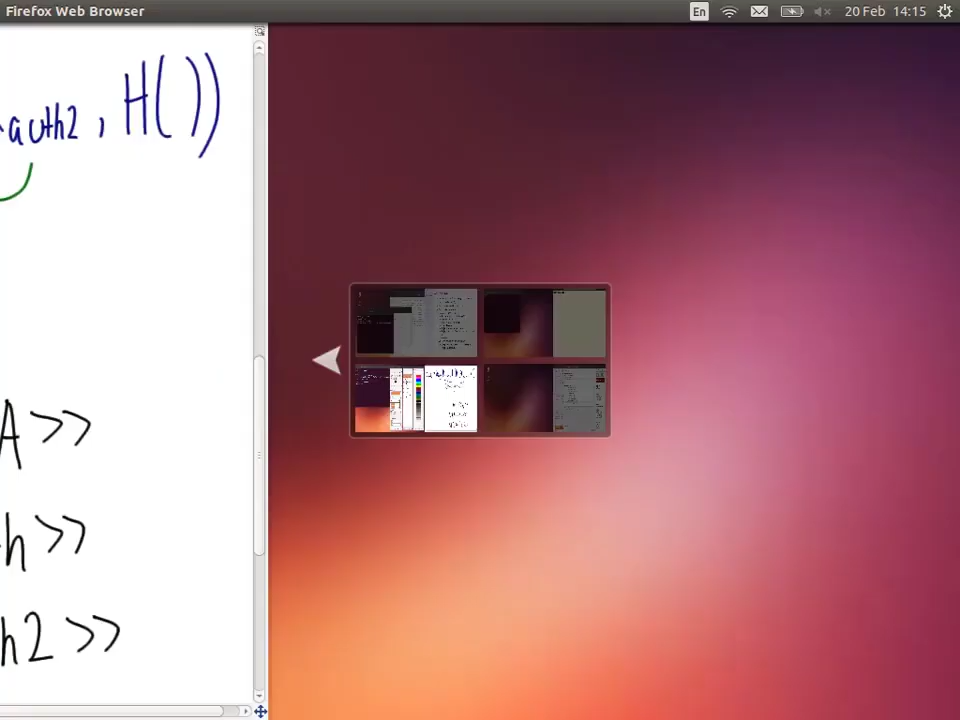 Firefox Web Browser En 20 Feb 14:15
auth2 , H( ))
A >>
h >>
h2 >>